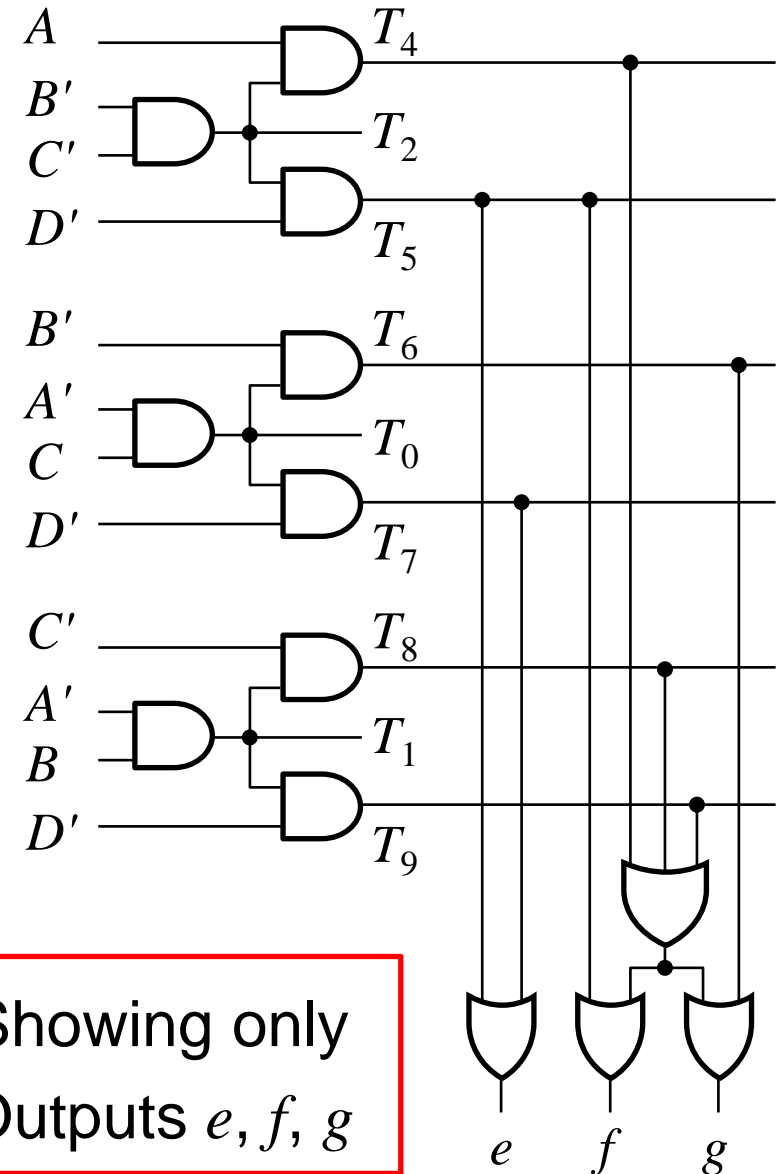 A
T4
B'
C'
T2
D'
T5
B'
T6
A'
C
T0
D'
T7
C'
T8
A'
B
T1
D'
T9
Showing only
Outputs e, f, g
e f g